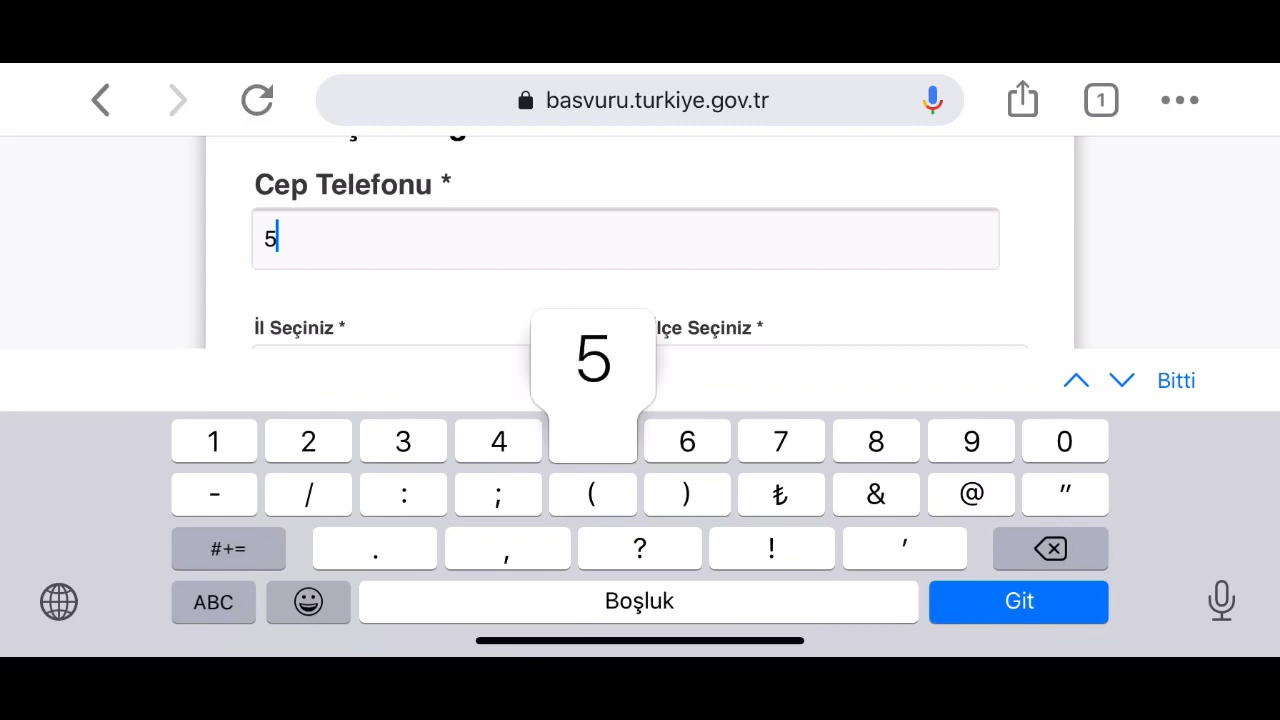 basvuru.turkiye.gov.tr
1
Cep Telefonu *
5
İl Seçiniz *
lçe Seçiniz *
5
Bitti
1 2 3 4 6 7 8 9 0
- / : ; ( ) ₺ & @ "
#+= . , ? ! '
ABC Boşluk Git